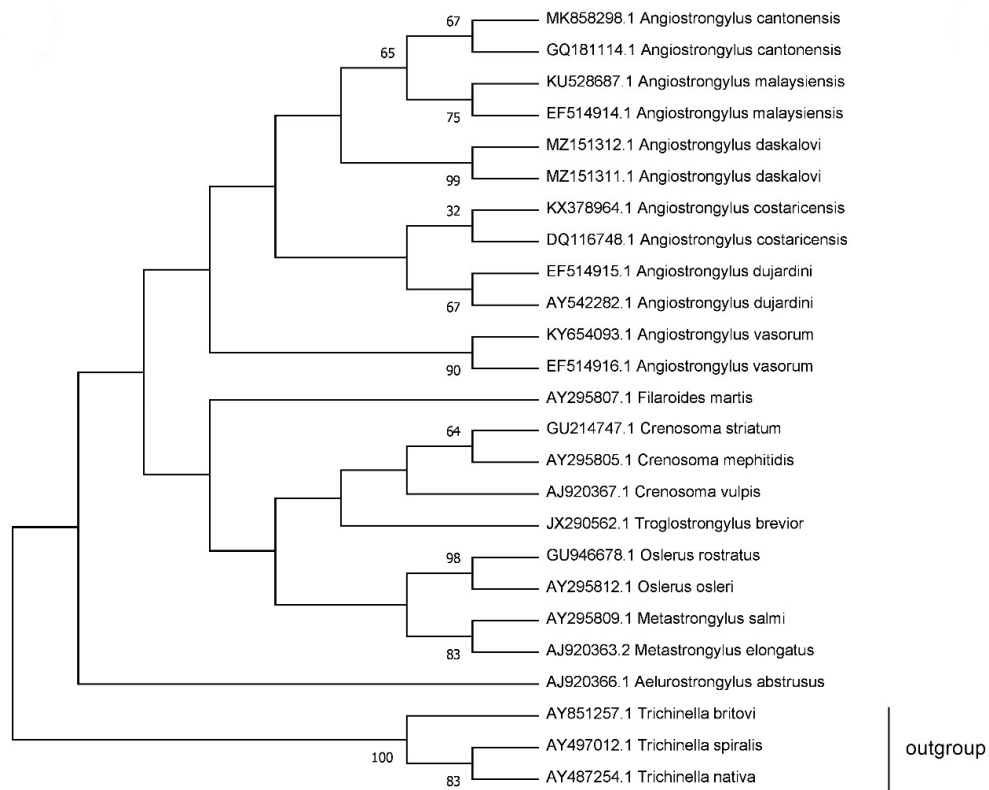 67
MK858298.1 Angiostrongylus cantonensis
65
GQ181114.1 Angiostrongylus cantonensis
KU528687.1 Angiostrongylus malaysiensis
75
EF514914.1 Angiostrongylus malaysiensis
MZ151312.1 Angiostrongylus daskalovi
99
MZ151311.1 Angiostrongylus daskalovi
32
KX378964.1 Angiostrongylus costaricensis
DQ116748.1 Angiostrongylus costaricensis
EF514915.1 Angiostrongylus dujardini
67
AY542282.1 Angiostrongylus dujardini
KY654093.1 Angiostrongylus vasorum
90
EF514916.1 Angiostrongylus vasorum
AY295807.1 Filaroides martis
64
GU214747.1 Crenosoma striatum
AY295805.1 Crenosoma mephitidis
AJ920367.1 Crenosoma vulpis
JX290562.1 Troglostrongylus brevior
98
GU946678.1 Oslerus rostratus
AY295812.1 Oslerus osleri
AY295809.1 Metastrongylus salmi
83
AJ920363.2 Metastrongylus elongatus
AJ920366.1 Aelurostrongylus abstrusus
AY851257.1 Trichinella britovi
100
AY497012.1 Trichinella spiralis
83
AY487254.1 Trichinella nativa
outgroup